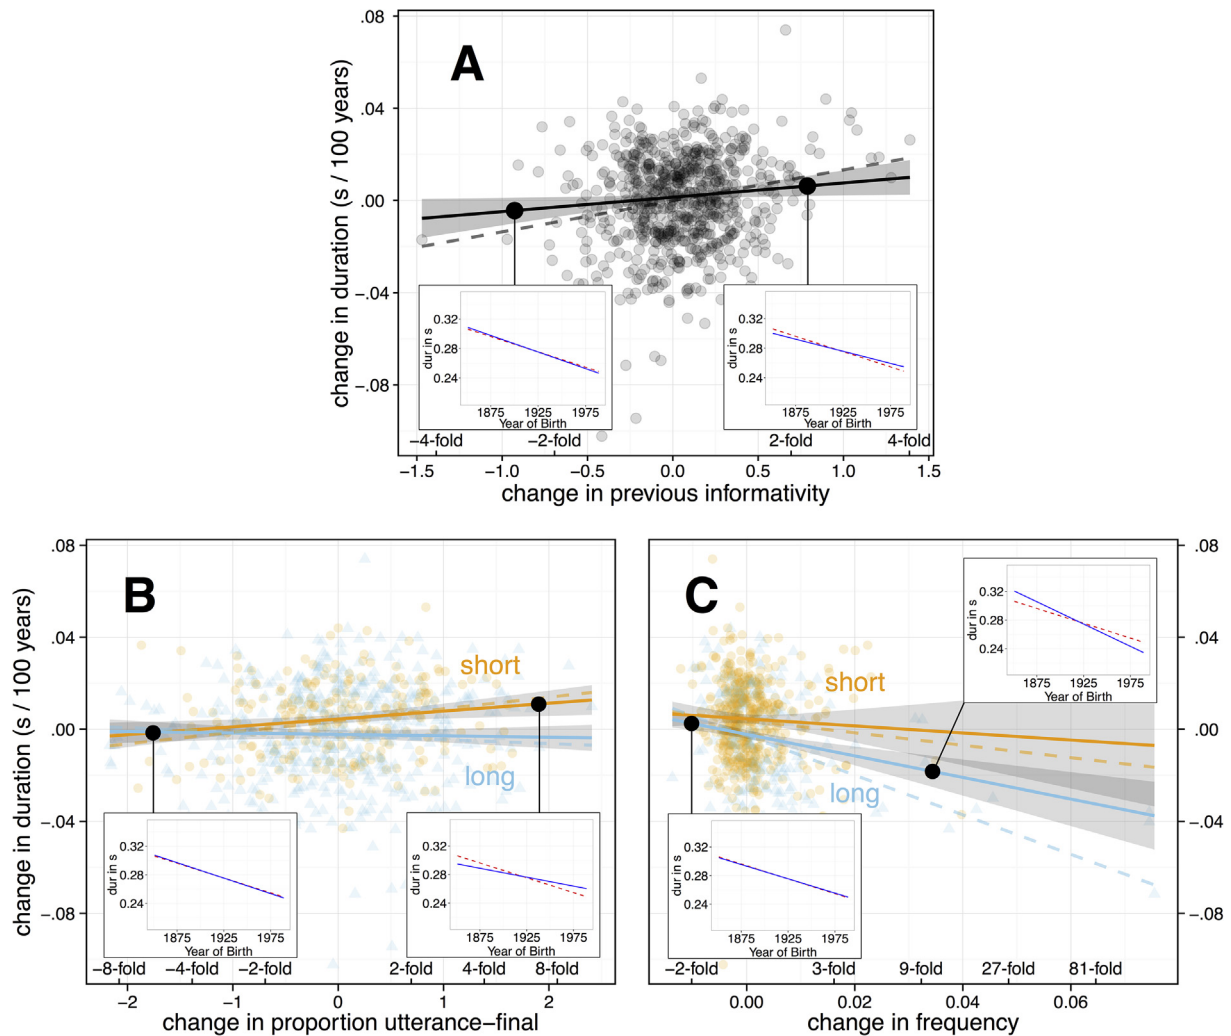 A
change in duration (s / 100 years)
.08
.04
.00
−.04
−.08
dur in s
0.32
0.28
0.24
1875 1925 1975
Year of Birth
dur in s
0.32
0.28
0.24
1875 1925 1975
Year of Birth
−4-fold −2-fold 2-fold 4-fold
−1.5 −1.0 −0.5 0.0 0.5 1.0 1.5
change in previous informativity
B
change in duration (s / 100 years)
.08
.04
.00
−.04
−.08
short
long
dur in s
0.32
0.28
0.24
1875 1925 1975
Year of Birth
dur in s
0.32
0.28
0.24
1875 1925 1975
Year of Birth
−8-fold −4-fold −2-fold 2-fold 4-fold 8-fold
−2 −1 0 1 2
change in proportion utterance−final
C
dur in s
0.32
0.28
0.24
1875 1925 1975
Year of Birth
short
long
dur in s
0.32
0.28
0.24
1875 1925 1975
Year of Birth
.08
.04
.00
−.04
−.08
−2-fold 3-fold 9-fold 27-fold 81-fold
0.00 0.02 0.04 0.06
change in frequency